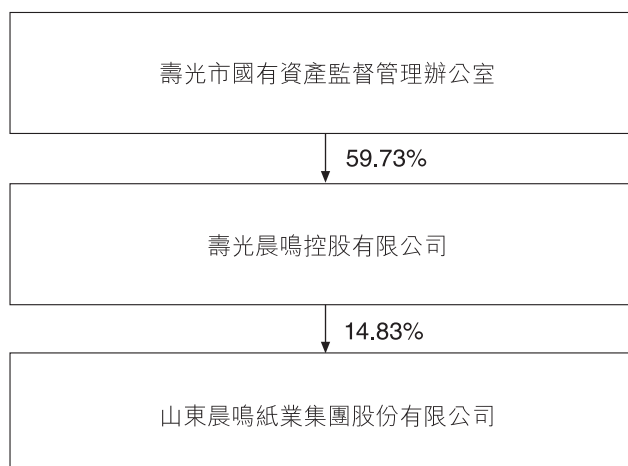 壽光市國有資產監督管理辦公室
59.73%
壽光晨鳴控股有限公司
14.83%
山東晨鳴紙業集團股份有限公司